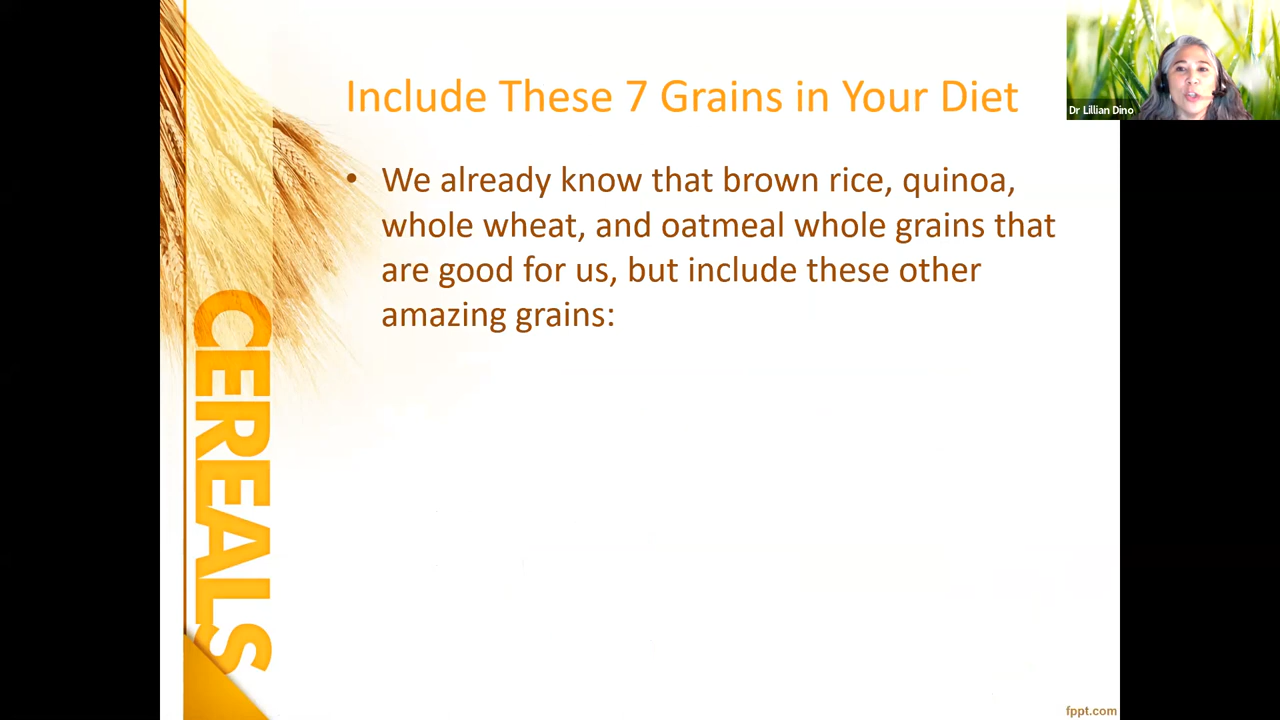 Include These 7 Grains in Your Diet
Dr Lillian Dino
• We already know that brown rice, quinoa,
whole wheat, and oatmeal whole grains that
are good for us, but include these other
amazing grains:
CEREALS
fppt.com